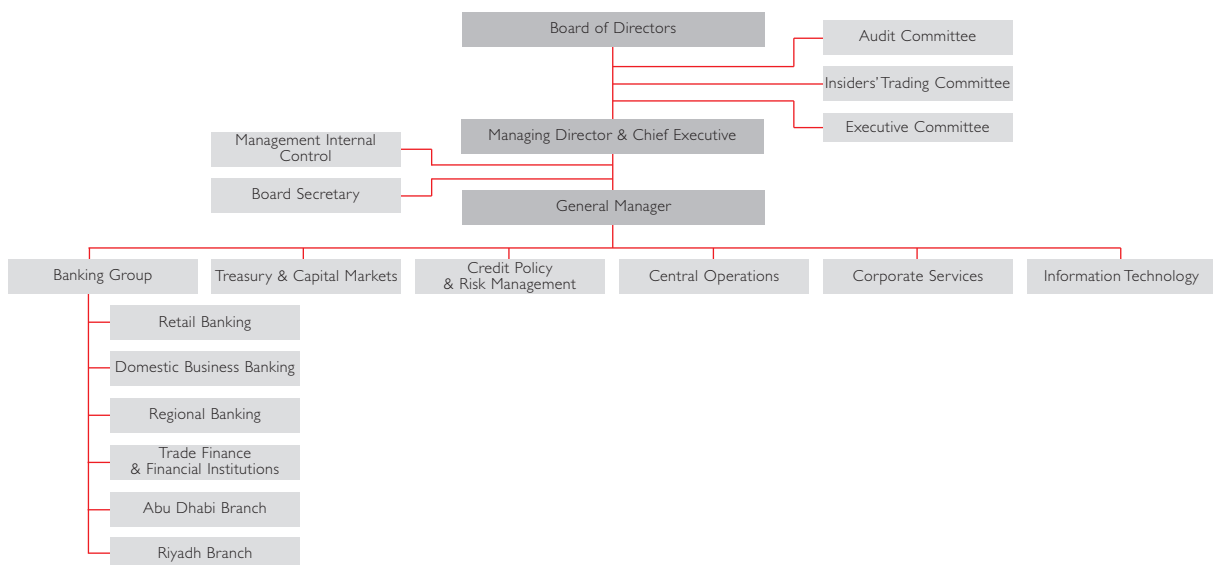 Board of Directors
Audit Committee
Insiders' Trading Committee
Executive Committee
Managing Director & Chief Executive
Management Internal
Control
Board Secretary
General Manager
Banking Group
Treasury & Capital Markets
Credit Policy
& Risk Management
Central Operations
Corporate Services
Information Technology
Retail Banking
Domestic Business Banking
Regional Banking
Trade Finance
& Financial Institutions
Abu Dhabi Branch
Riyadh Branch